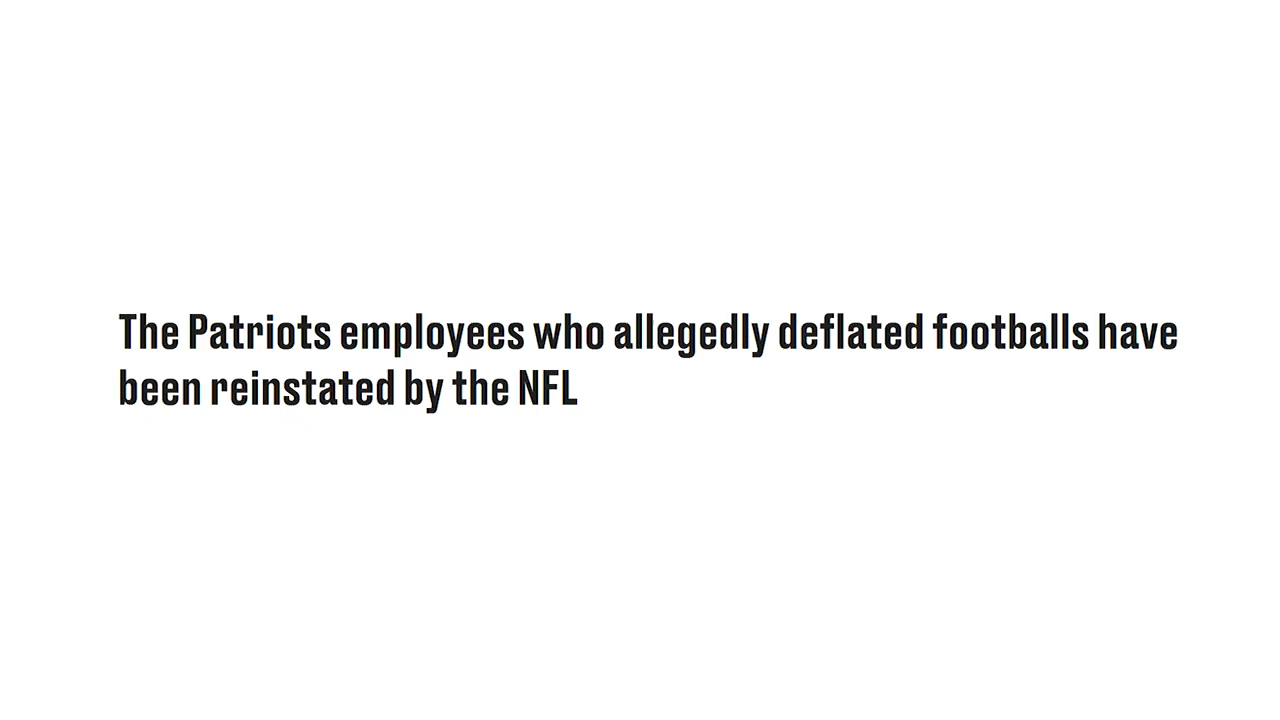 The Patriots employees who allegedly deflated footballs have
been reinstated by the NFL